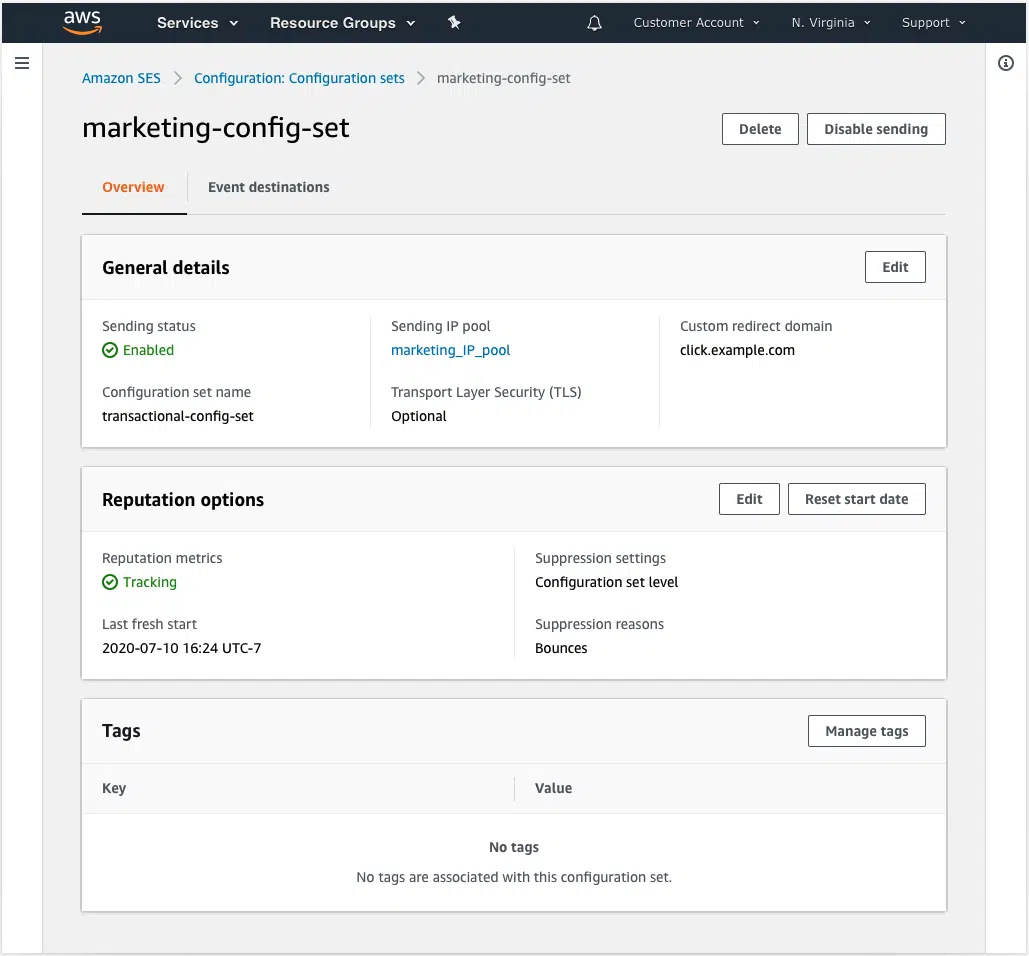 aws Services Resource Groups Customer Account N. Virginia Support
Amazon SES Configuration: Configuration sets marketing-config-set
marketing-config-set
Delete Disable sending
Overview Event destinations
General details Edit
Sending status Sending IP pool Custom redirect domain
Enabled marketing_IP_pool click.example.com
Configuration set name Transport Layer Security (TLS)
transactional-config-set Optional
Reputation options Edit Reset start date
Reputation metrics Suppression settings
Tracking Configuration set level
Last fresh start Suppression reasons
2020-07-10 16:24 UTC-7 Bounces
Tags Manage tags
Key Value
No tags
No tags are associated with this configuration set.